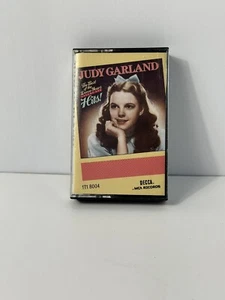 JUDY GARLAND
The Best
of the
Decca Years
Hits!
DECCA
MCA RECORDS